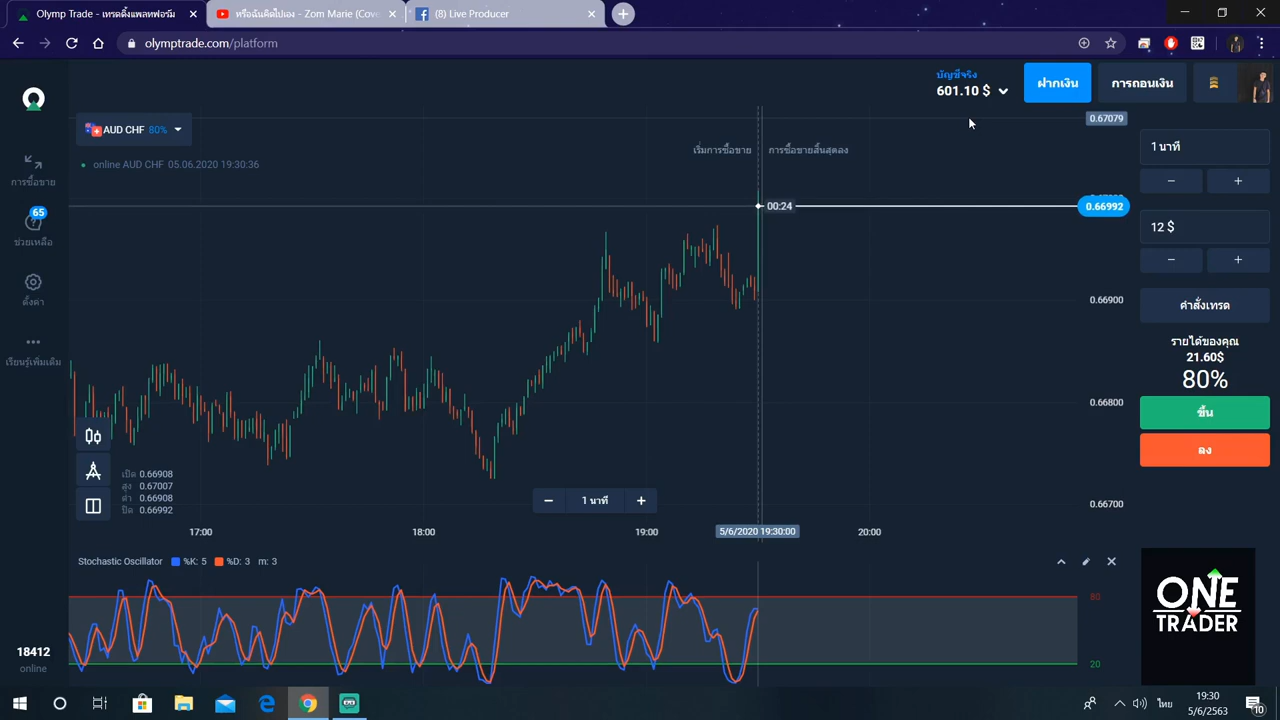 Olymp Trade - เทรดดิ้งแพลทฟอร์ม
หรือฉันคิดไปเอง - Zom Marie (Cov
(8) Live Producer
olymptrade.com/platform
บัญชีจริง
601.10 $
ฝากเงิน
การถอนเงิน
AUD CHF 80%
0.67079
online AUD CHF 05.06.2020 19:30:36
เริ่มการซื้อขาย
การซื้อขายสิ้นสุดลง
1 นาที
− +
การซื้อขาย
00:24
0.66992
65
ช่วยเหลือ
12 $
− +
ตั้งค่า
0.66900
คำสั่งเทรด
เรียนรู้เพิ่มเติม
รายได้ของคุณ
21.60$
80%
0.66800
ขึ้น
ลง
เปิด 0.66908
สูง 0.67007
ต่ำ 0.66908
ปิด 0.66992
− 1 นาที +
0.66700
17:00
18:00
19:00
5/6/2020 19:30:00
20:00
Stochastic Oscillator %K: 5 %D: 3 m: 3
80
20
ONE
TRADER
18412
online
ไทย
19:30
5/6/2563
10